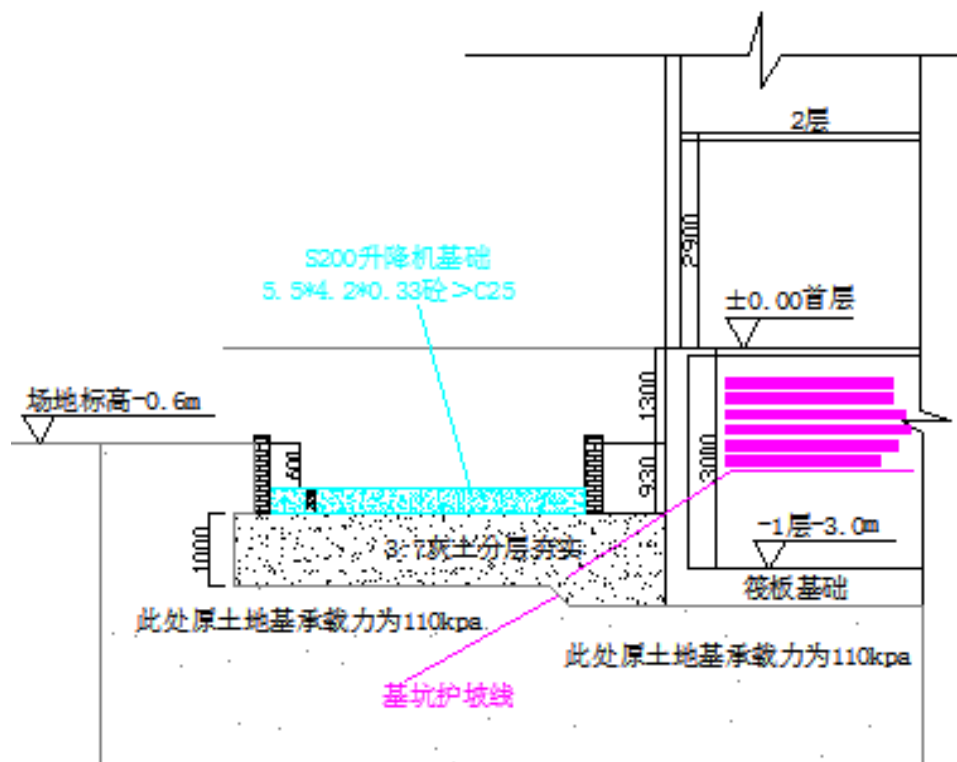 2层
2900
S200升降机基础
5.5*4.2*0.33砼>C25
±0.00首层
场地标高-0.6m
1300
600
930
3000
-1层-3.0m
1000
3:7灰土分层夯实
筏板基础
此处原土地基承载力为110kpa
此处原土地基承载力为110kpa
基坑护坡线